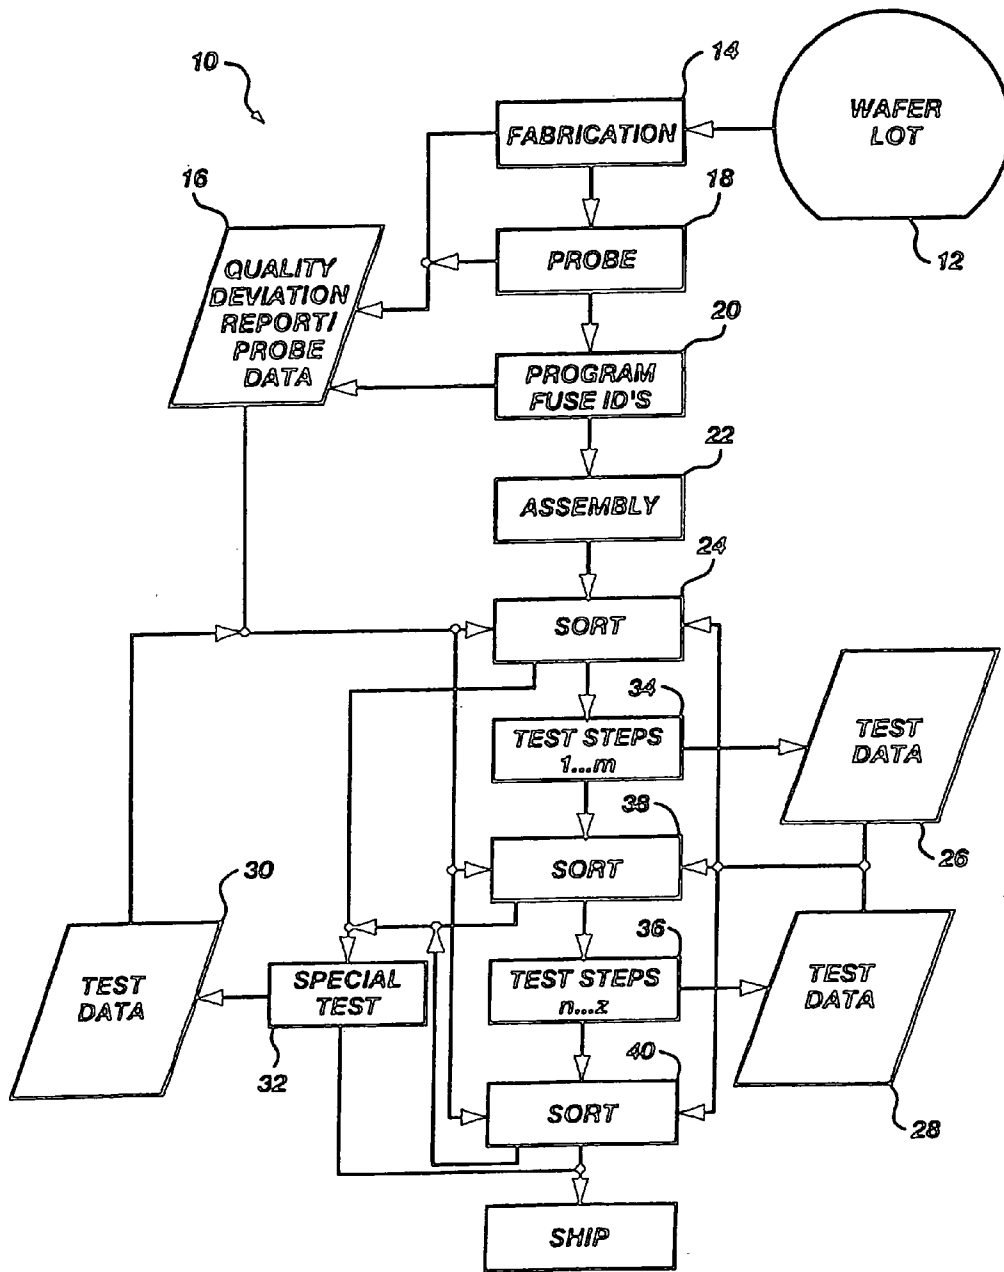 10
14
FABRICATION
WAFER
LOT
12
16
QUALITY
DEVIATION
REPORT/
PROBE
DATA
18
PROBE
20
PROGRAM
FUSE ID'S
22
ASSEMBLY
24
SORT
34
TEST STEPS
1...m
TEST
DATA
26
38
SORT
30
TEST
DATA
SPECIAL
TEST
32
36
TEST STEPS
n...z
TEST
DATA
28
40
SORT
SHIP